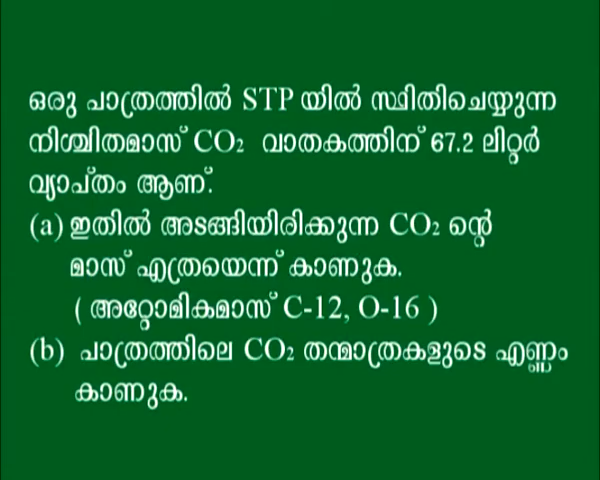 ഒരു പാത്രത്തിൽ STP യിൽ സ്ഥിതിചെയ്യുന്ന
നിശ്ചിതമാസ് CO₂ വാതകത്തിന് 67.2 ലിറ്റർ
വ്യാപ്തം ആണ്.
(a) ഇതിൽ അടങ്ങിയിരിക്കുന്ന CO₂ ന്റെ
മാസ് എത്രയെന്ന് കാണുക.
( അറ്റോമികമാസ് C-12, O-16 )
(b) പാത്രത്തിലെ CO₂ തന്മാത്രകളുടെ എണ്ണം
കാണുക.